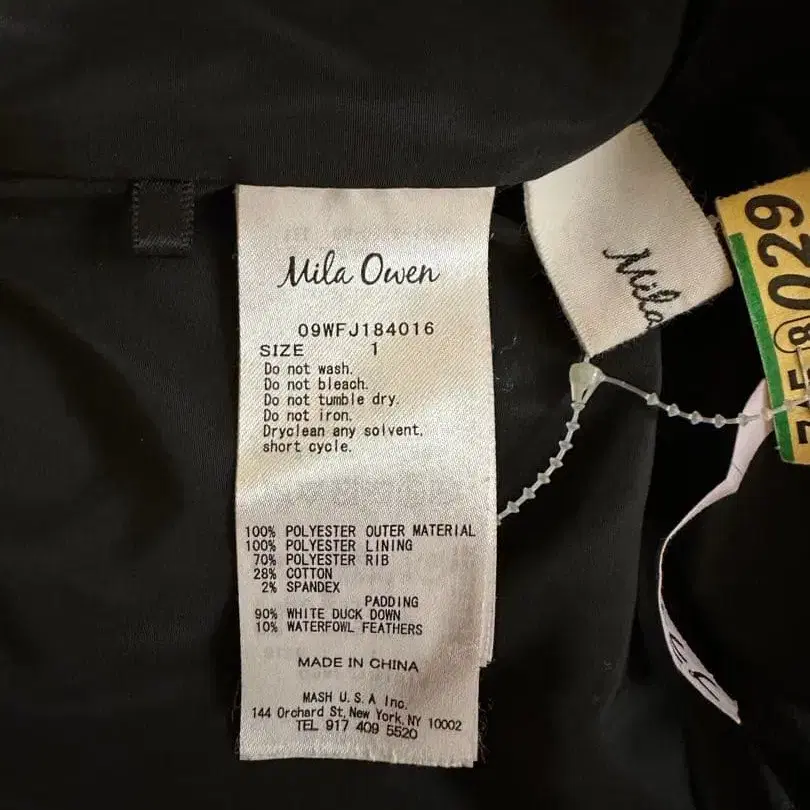 Mila Owen
09WFJ184016
SIZE 1
Do not wash.
Do not bleach.
Do not tumble dry.
Do not iron.
Dryclean any solvent.
short cycle.
100% POLYESTER OUTER MATERIAL
100% POLYESTER LINING
70% POLYESTER RIB
28% COTTON
2% SPANDEX
PADDING
90% WHITE DUCK DOWN
10% WATERFOWL FEATHERS
MADE IN CHINA
MASH U.S.A Inc.
144 Orchard St, New York, NY 10002
TEL 917 409 5520
Mila
029